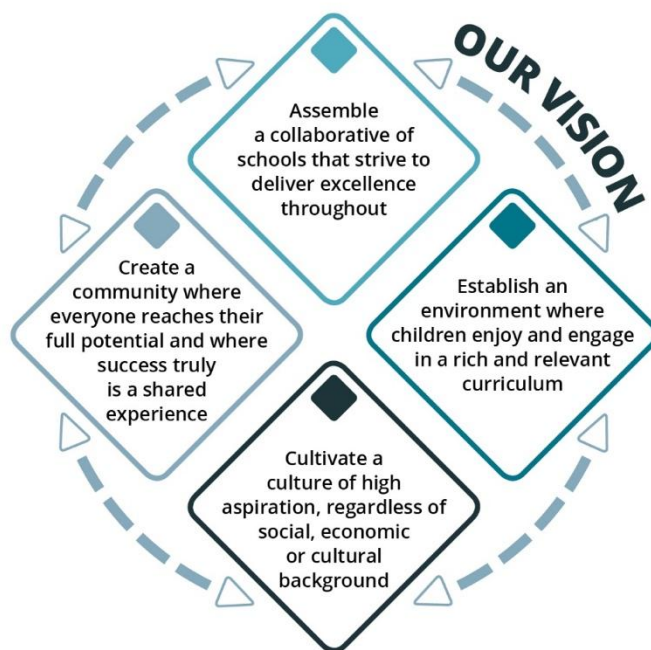 OUR VISION
Assemble
a collaborative of
schools that strive to
deliver excellence
throughout
Create a
community where
everyone reaches their
full potential and where
success truly
is a shared
experience
Establish an
environment where
children enjoy and engage
in a rich and relevant
curriculum
Cultivate a
culture of high
aspiration, regardless of
social, economic
or cultural
background